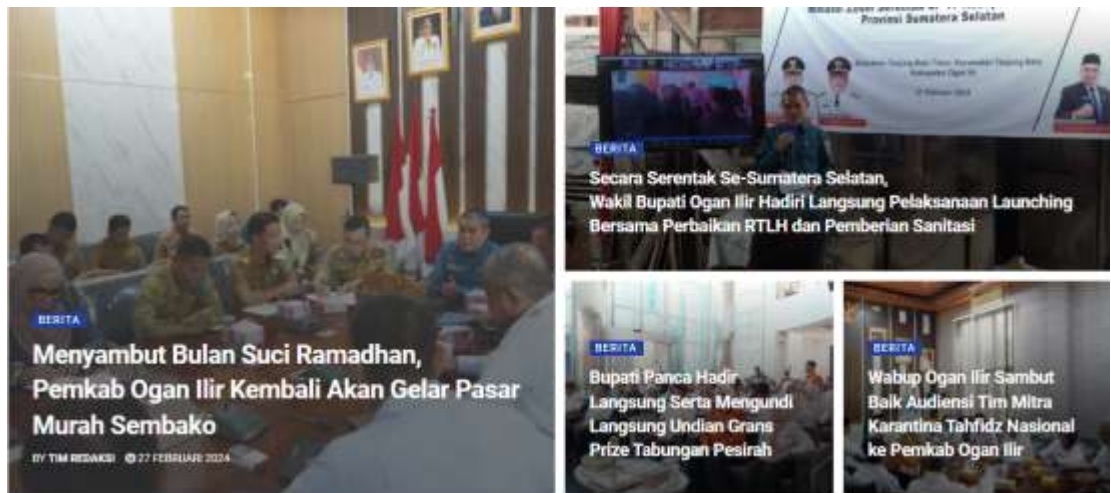 BERITA
Menyambut Bulan Suci Ramadhan,
Pemkab Ogan Ilir Kembali Akan Gelar Pasar
Murah Sembako
BY TIM REDAKSI 27 FEBRUARI 2024
Provinsi Sumatera Selatan
BERITA
Secara Serentak Se-Sumatera Selatan,
Wakil Bupati Ogan Ilir Hadiri Langsung Pelaksanaan Launching
Bersama Perbaikan RTLH dan Pemberian Sanitasi
BERITA
Bupati Panca Hadir
Langsung Serta Mengundi
Langsung Undian Grans
Prize Tabungan Pesirah
BERITA
Wabup Ogan Ilir Sambut
Baik Audiensi Tim Mitra
Karantina Tahfidz Nasional
ke Pemkab Ogan Ilir